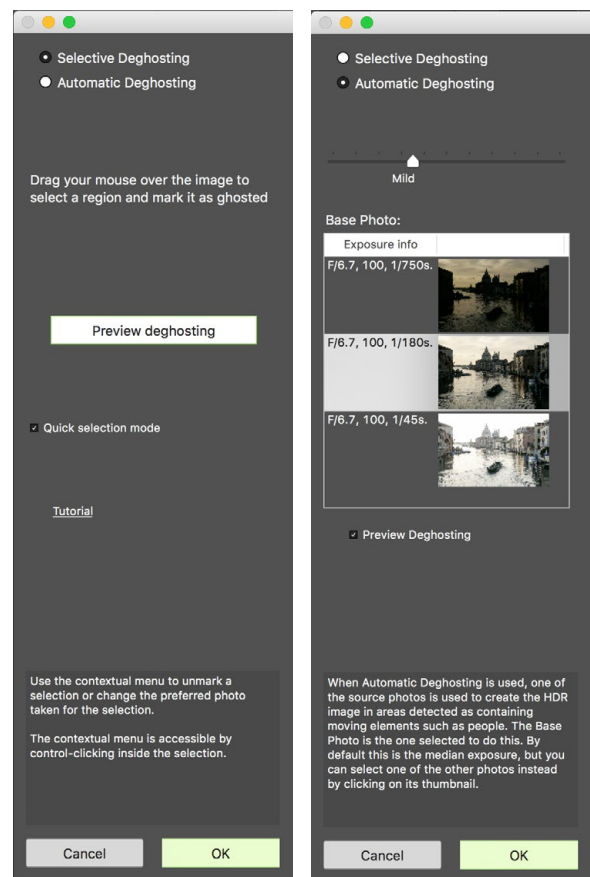 Selective Deghosting
Automatic Deghosting
Drag your mouse over the image to
select a region and mark it as ghosted
Preview deghosting
Quick selection mode
Tutorial
Use the contextual menu to unmark a
selection or change the preferred photo
taken for the selection.
The contextual menu is accessible by
control-clicking inside the selection.
Cancel
OK
Selective Deghosting
Automatic Deghosting
Mild
Base Photo:
Exposure info
F/6.7, 100, 1/750s.
F/6.7, 100, 1/180s.
F/6.7, 100, 1/45s.
Preview Deghosting
When Automatic Deghosting is used, one of
the source photos is used to create the HDR
image in areas detected as containing
moving elements such as people. The Base
Photo is the one selected to do this. By
default this is the median exposure, but you
can select one of the other photos instead
by clicking on its thumbnail.
Cancel
OK